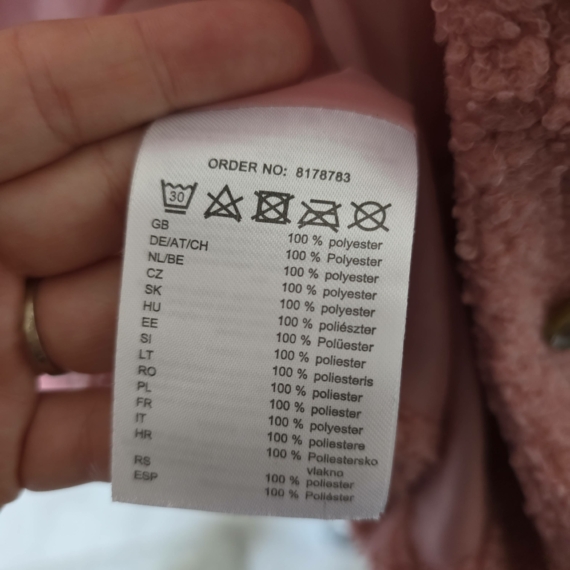 ORDER NO: 8178783
30
GB 100 % polyester
DE/AT/CH 100 % Polyester
NL/BE 100 % polyester
CZ 100 % polyester
SK 100 % polyester
HU 100 % poliészter
EE 100 % Polüester
SI 100 % poliester
LT 100 % poliesteris
RO 100 % poliester
PL 100 % poliester
FR 100 % polyester
IT 100 % poliestere
HR 100 % Poliestersko
vlakno
RS 100 % poliester
ESP 100 % Poliéster